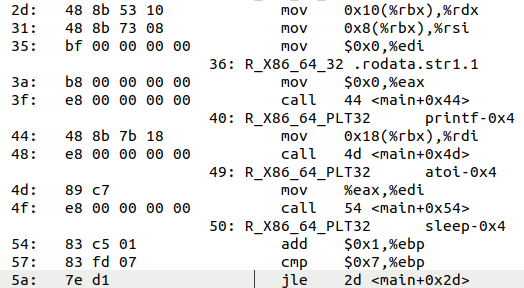 2d: 48 8b 53 10 mov 0x10(%rbx),%rdx
31: 48 8b 73 08 mov 0x8(%rbx),%rsi
35: bf 00 00 00 00 mov $0x0,%edi
36: R_X86_64_32 .rodata.str1.1
3a: b8 00 00 00 00 mov $0x0,%eax
3f: e8 00 00 00 00 call 44 <main+0x44>
40: R_X86_64_PLT32 printf-0x4
44: 48 8b 7b 18 mov 0x18(%rbx),%rdi
48: e8 00 00 00 00 call 4d <main+0x4d>
49: R_X86_64_PLT32 atoi-0x4
4d: 89 c7 mov %eax,%edi
4f: e8 00 00 00 00 call 54 <main+0x54>
50: R_X86_64_PLT32 sleep-0x4
54: 83 c5 01 add $0x1,%ebp
57: 83 fd 07 cmp $0x7,%ebp
5a: 7e d1 jle 2d <main+0x2d>